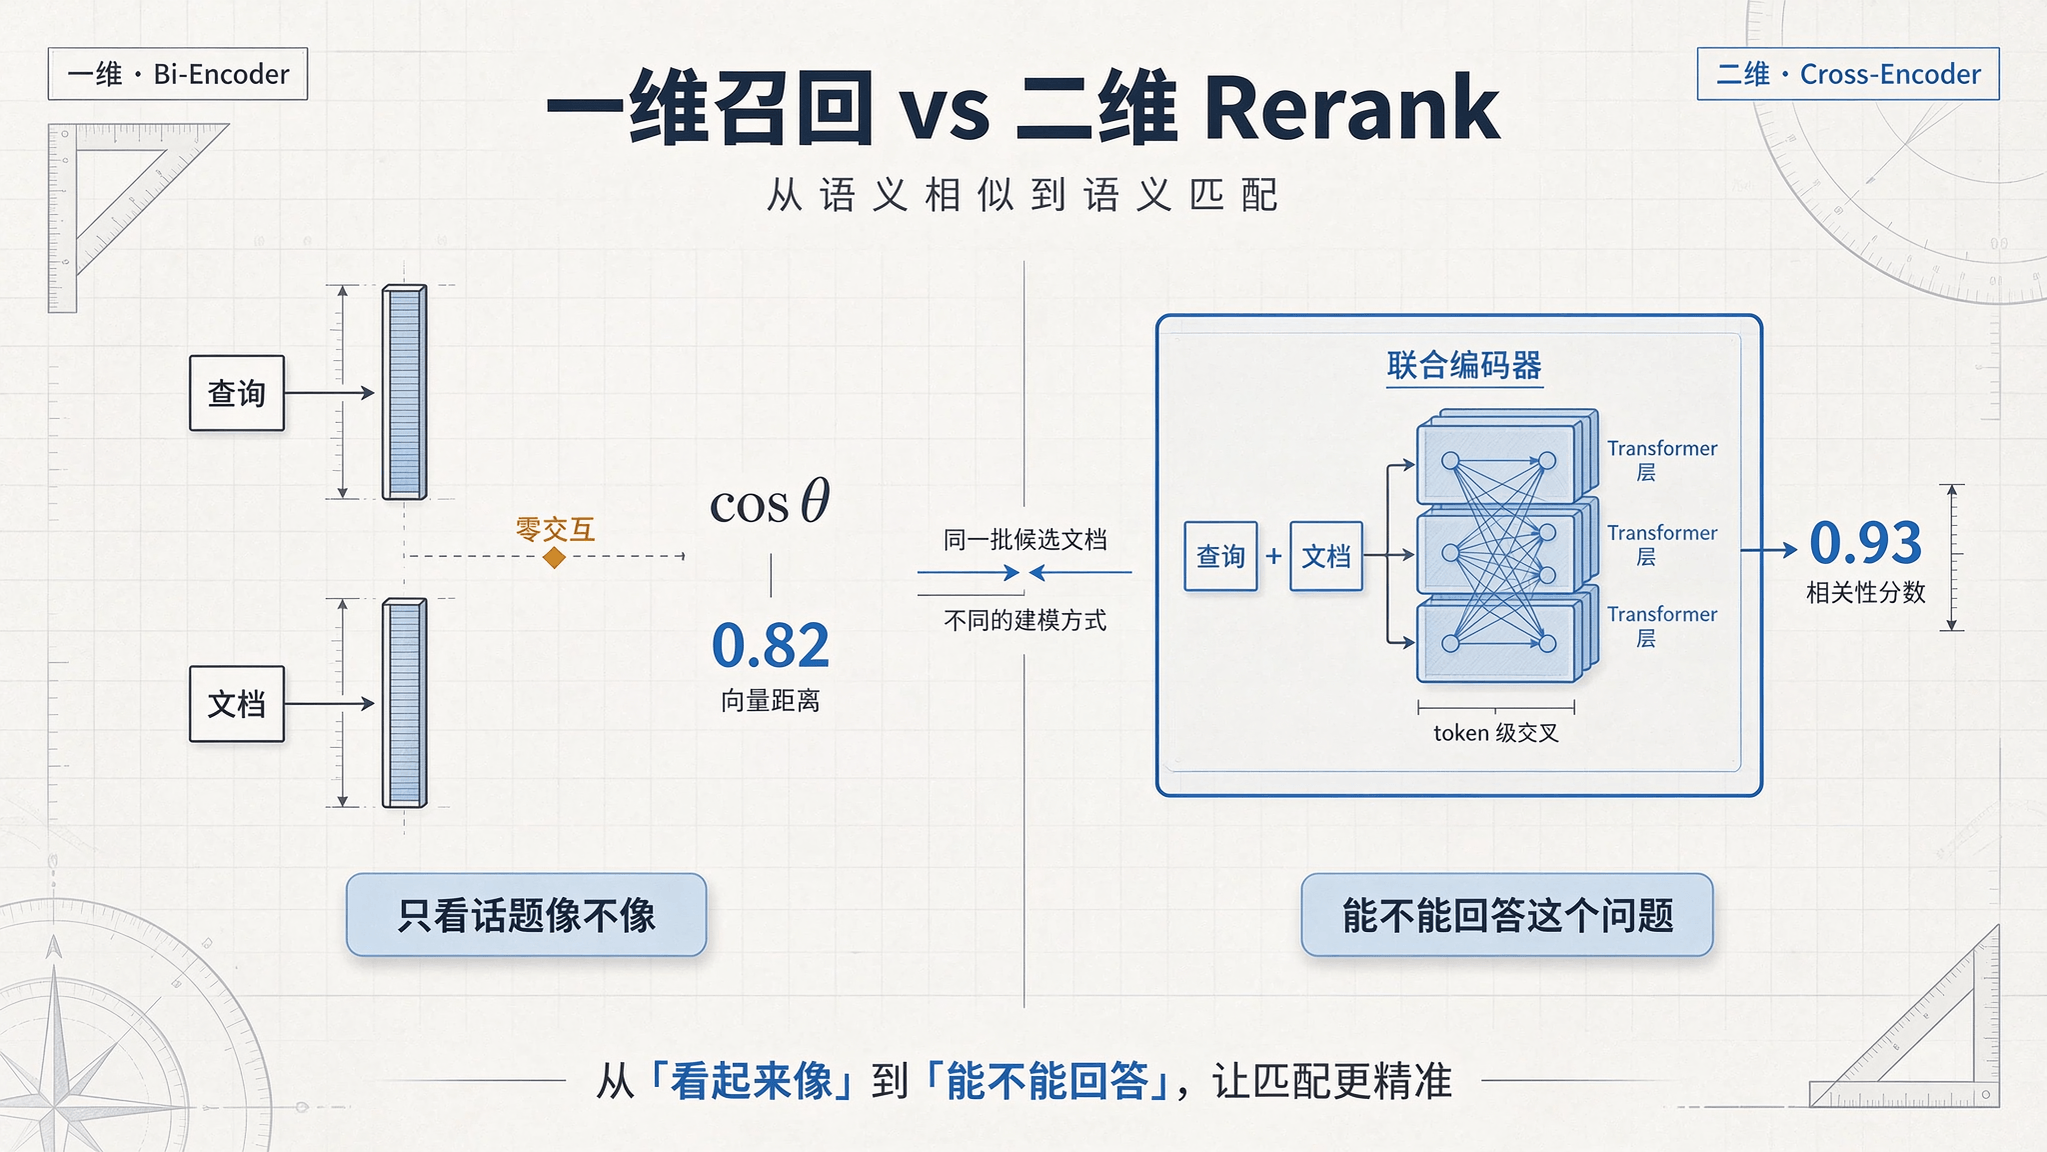 一维・Bi-Encoder
二维・Cross-Encoder
一维召回 vs 二维 Rerank
从语义相似到语义匹配
查询
文档
零交互
cos θ
0.82
向量距离
只看话题像不像
同一批候选文档
不同的建模方式
联合编码器
查询 + 文档
Transformer
层
Transformer
层
Transformer
层
token 级交叉
0.93
相关性分数
能不能回答这个问题
从「看起来像」到「能不能回答」，让匹配更精准